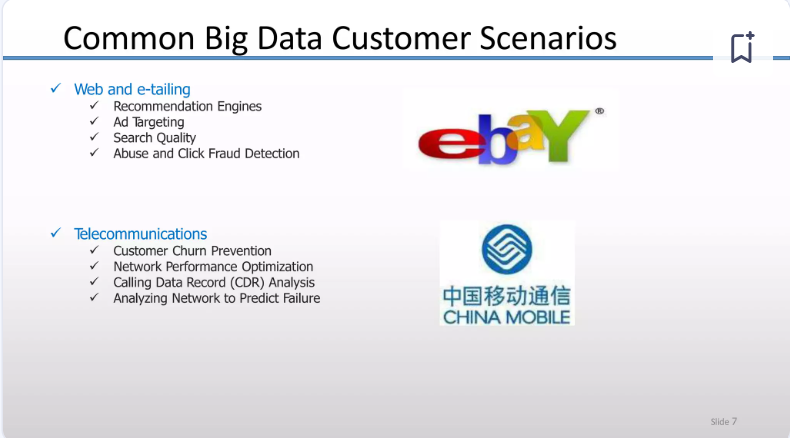 Common Big Data Customer Scenarios
Web and e-tailing
Recommendation Engines
Ad Targeting
Search Quality
Abuse and Click Fraud Detection
ebaY®
Telecommunications
Customer Churn Prevention
Network Performance Optimization
Calling Data Record (CDR) Analysis
Analyzing Network to Predict Failure
中国移动通信
CHINA MOBILE
Slide 7